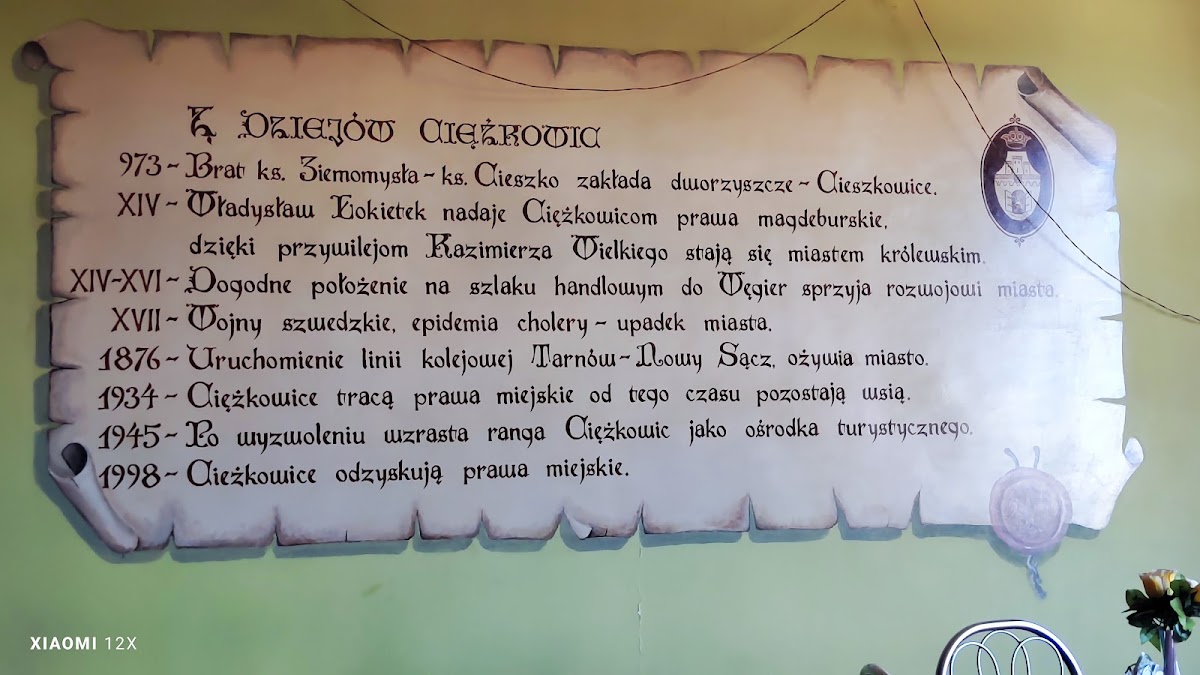 Z DZIEJÓW CIĘŻKOWIC
973 - Brat ks. Ziemomysła - ks. Cieszko zakłada dworzyszcze - Cieszkowice.
XIV - Władysław Łokietek nadaje Ciężkowicom prawa magdeburskie,
dzięki przywilejom Kazimierza Wielkiego stają się miastem królewskim.
XIV-XVI - Dogodne położenie na szlaku handlowym do Węgier sprzyja rozwojowi miasta.
XVII - Wojny szwedzkie, epidemia cholery - upadek miasta.
1876 - Uruchomienie linii kolejowej Tarnów - Nowy Sącz, ożywia miasto.
1934 - Ciężkowice tracą prawa miejskie od tego czasu pozostają wsią.
1945 - Po wyzwoleniu wzrasta ranga Ciężkowic jako ośrodka turystycznego.
1998 - Cieżkowice odzyskują prawa miejskie.
XIAOMI 12X